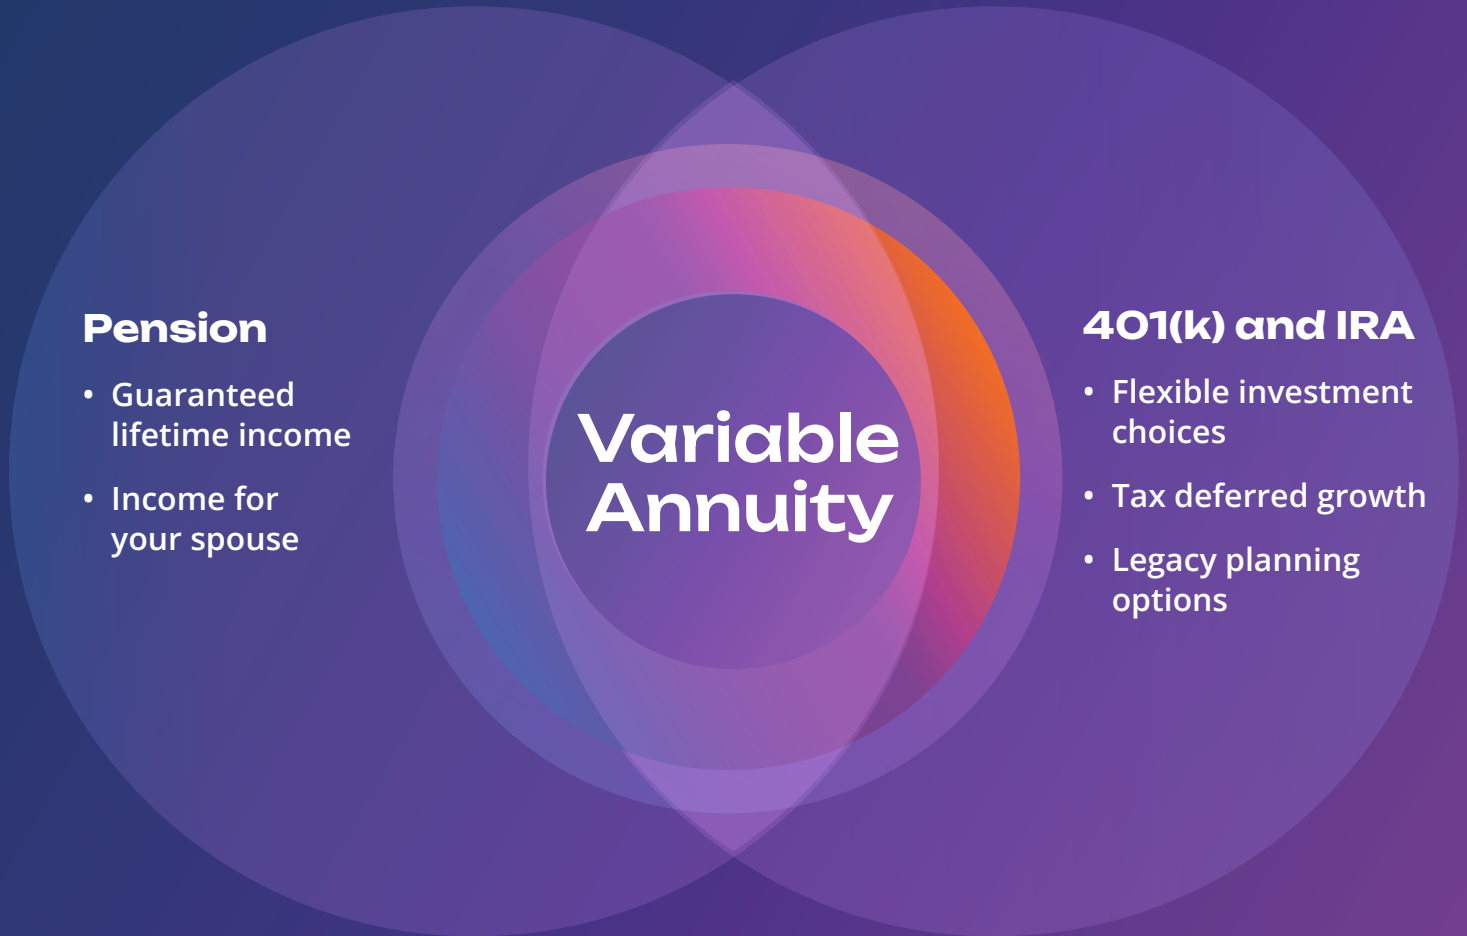 Pension
• Guaranteed
lifetime income
• Income for
your spouse
Variable
Annuity
401(k) and IRA
• Flexible investment
choices
• Tax deferred growth
• Legacy planning
options